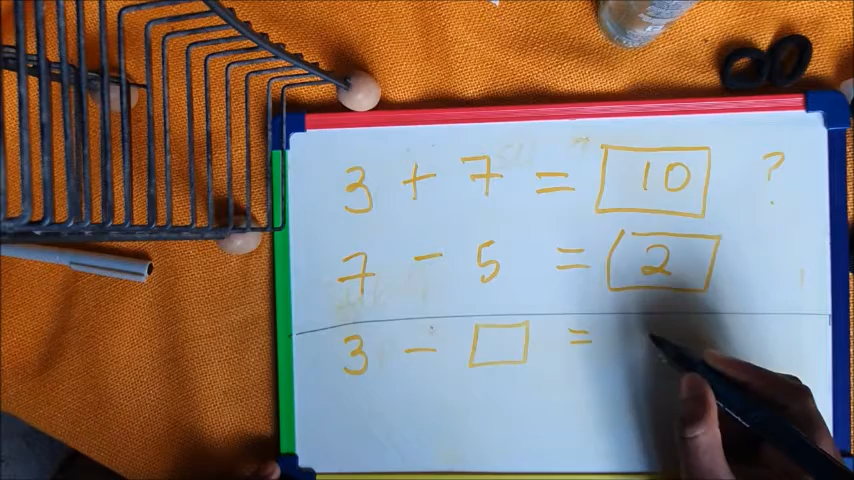 3 + 7 = 10 ?
7 - 5 = 2
3 - □ =